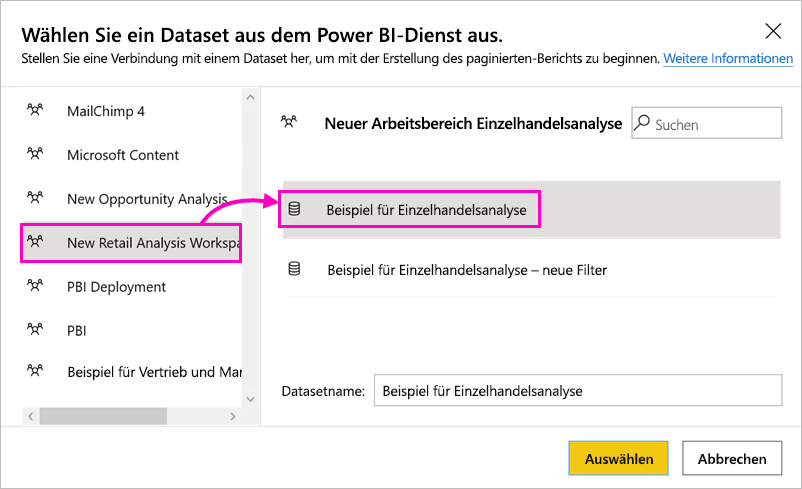 Wählen Sie ein Dataset aus dem Power BI-Dienst aus.
Stellen Sie eine Verbindung mit einem Dataset her, um mit der Erstellung des paginierten-Berichts zu beginnen. Weitere Informationen
MailChimp 4
Microsoft Content
New Opportunity Analysis
New Retail Analysis Workspa
PBI Deployment
PBI
Beispiel für Vertrieb und Mar
Neuer Arbeitsbereich Einzelhandelsanalyse
Suchen
Beispiel für Einzelhandelsanalyse
Beispiel für Einzelhandelsanalyse – neue Filter
Datasetname: Beispiel für Einzelhandelsanalyse
Auswählen
Abbrechen